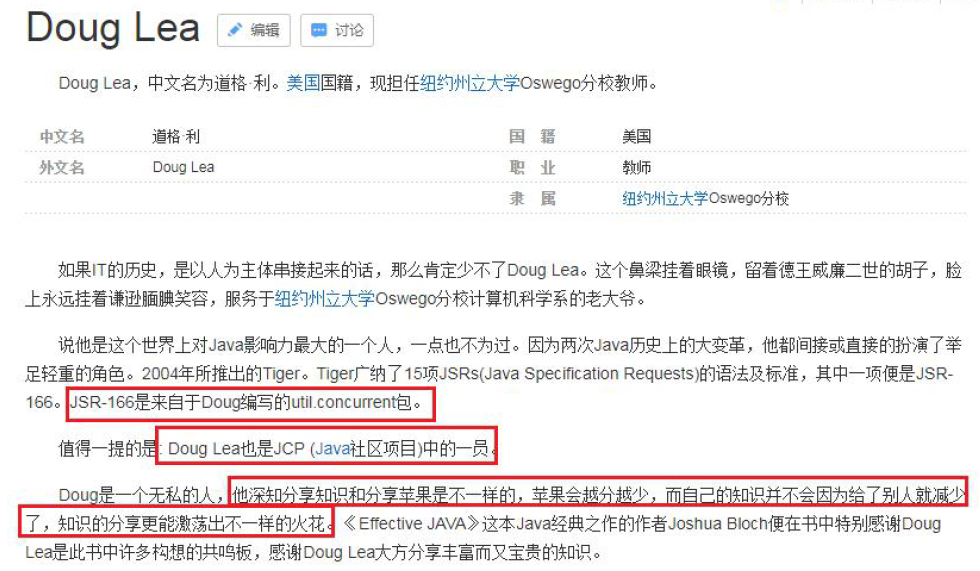 Doug Lea 编辑 讨论
Doug Lea，中文名为道格·利。美国国籍，现担任纽约州立大学Oswego分校教师。
中文名 道格·利 国 籍 美国
外文名 Doug Lea 职 业 教师
隶 属 纽约州立大学Oswego分校
如果IT的历史，是以人为主体串接起来的话，那么肯定少不了Doug Lea。这个鼻梁挂着眼镜，留着德王威廉二世的胡子，脸
上永远挂着谦逊腼腆笑容，服务于纽约州立大学Oswego分校计算机科学系的老大爷。
说他是这个世界上对Java影响力最大的一个人，一点也不为过。因为两次Java历史上的大变革，他都间接或直接的扮演了举
足轻重的角色。2004年所推出的Tiger。Tiger广纳了15项JSRs(Java Specification Requests)的语法及标准，其中一项便是JSR-
166。JSR-166是来自于Doug编写的util.concurrent包。
值得一提的是: Doug Lea也是JCP (Java社区项目)中的一员。
Doug是一个无私的人，他深知分享知识和分享苹果是不一样的，苹果会越分越少，而自己的知识并不会因为给了别人就减少
了，知识的分享更能激荡出不一样的火花。《Effective JAVA》这本Java经典之作的作者Joshua Bloch便在书中特别感谢Doug
Lea是此书中许多构想的共鸣板，感谢Doug Lea大方分享丰富而又宝贵的知识。